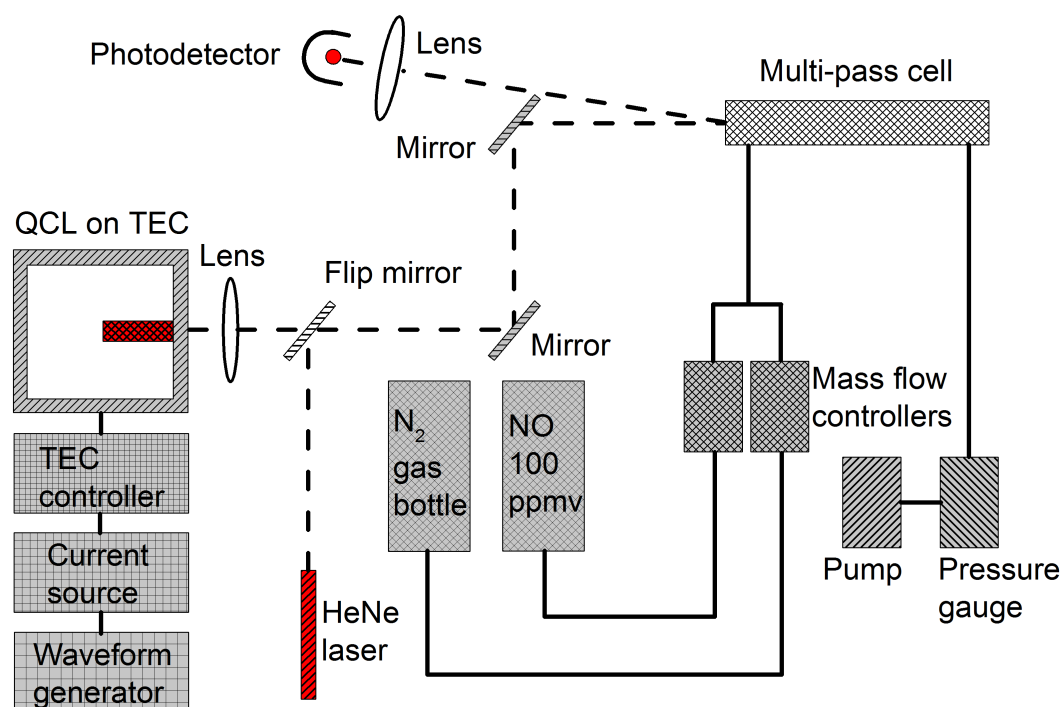 Photodetector
Lens
Multi-pass cell
Mirror
QCL on TEC
Lens
Flip mirror
Mirror
Mass flow
controllers
N₂
gas
bottle
NO
100
ppmv
TEC
controller
Current
source
Waveform
generator
HeNe
laser
Pump
Pressure
gauge